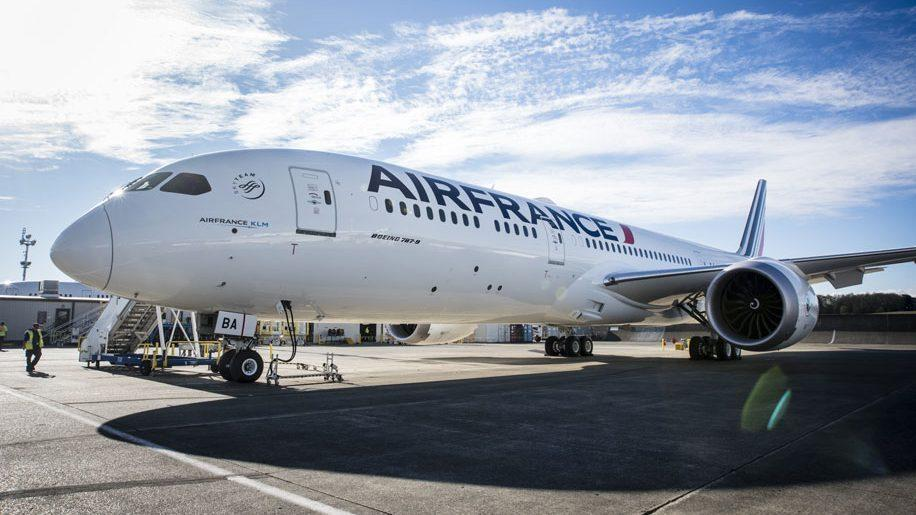 SKYTEAM
AIRFRANCE KLM
AIRFRANCE
BOEING 787-9
BA